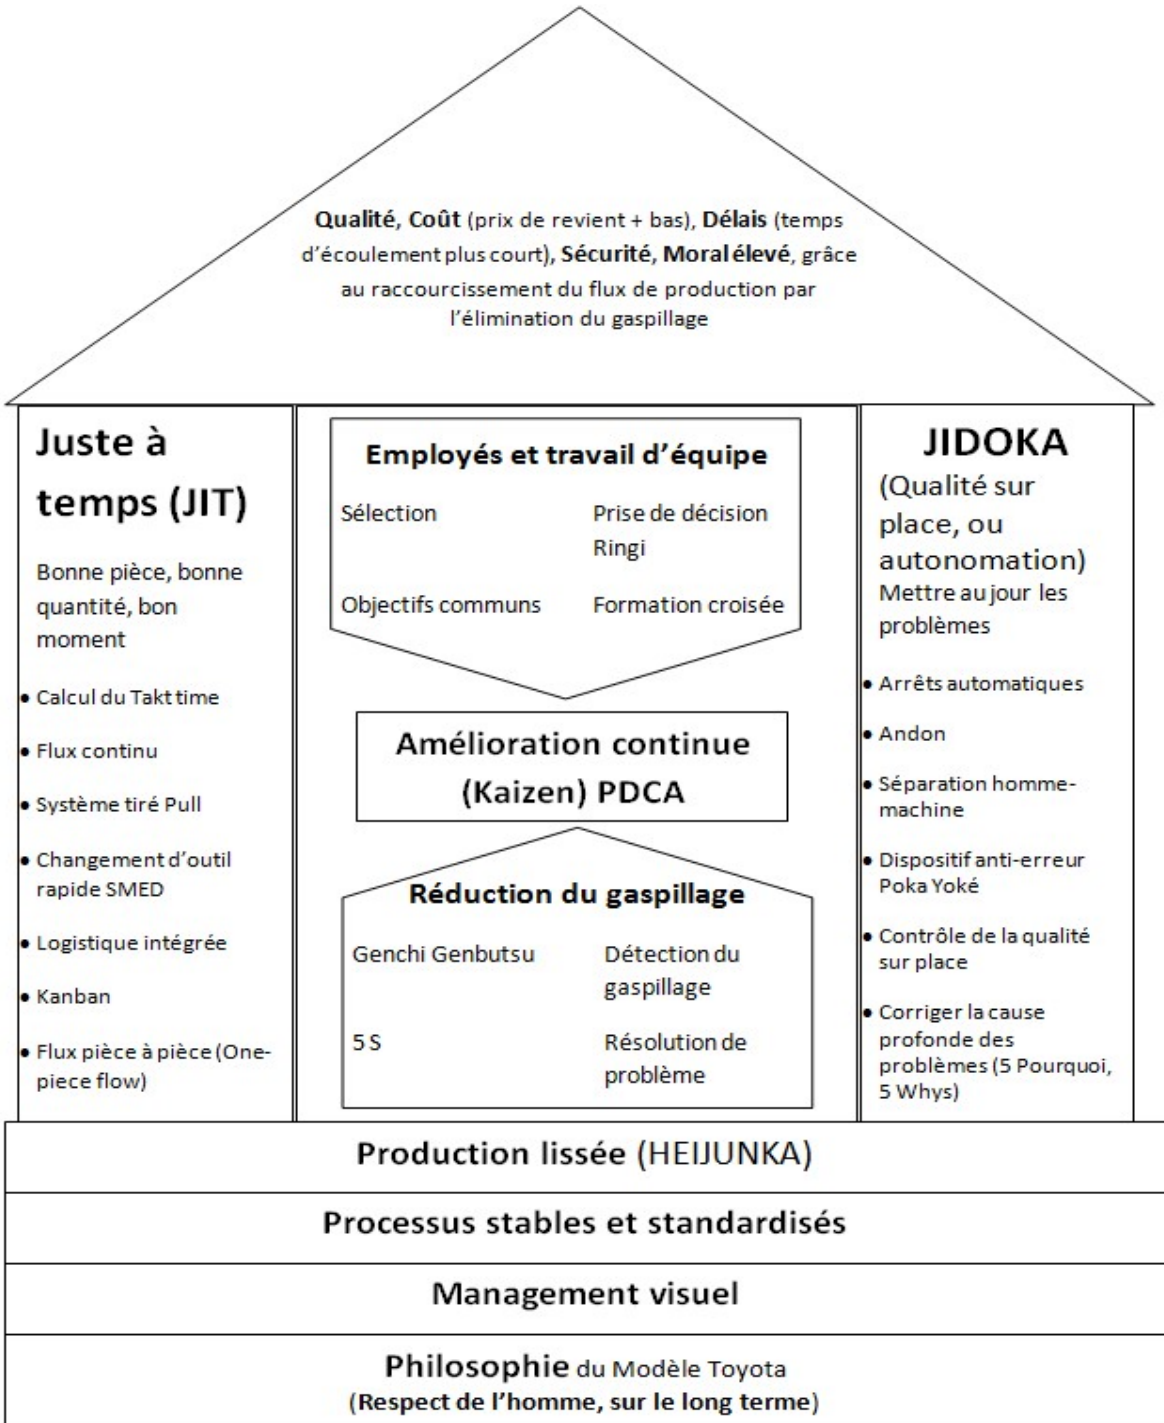 Qualité, Coût (prix de revient + bas), Délais (temps
d'écoulement plus court), Sécurité, Moral élevé, grâce
au raccourcissement du flux de production par
l'élimination du gaspillage
Juste à
temps (JIT)
Bonne pièce, bonne
quantité, bon
moment
• Calcul du Takt time
• Flux continu
• Système tiré Pull
• Changement d'outil
rapide SMED
• Logistique intégrée
• Kanban
• Flux pièce à pièce (One-
piece flow)
Employés et travail d'équipe
Sélection
Prise de décision
Ringi
Objectifs communs
Formation croisée
Amélioration continue
(Kaizen) PDCA
Réduction du gaspillage
Genchi Genbutsu
Détection du
gaspillage
5 S
Résolution de
problème
JIDOKA
(Qualité sur
place, ou
autonomation)
Mettre au jour les
problèmes
• Arrêts automatiques
• Andon
• Séparation homme-
machine
• Dispositif anti-erreur
Poka Yoké
• Contrôle de la qualité
sur place
• Corriger la cause
profonde des
problèmes (5 Pourquoi,
5 Whys)
Production lissée (HEIJUNKA)
Processus stables et standardisés
Management visuel
Philosophie du Modèle Toyota
(Respect de l'homme, sur le long terme)